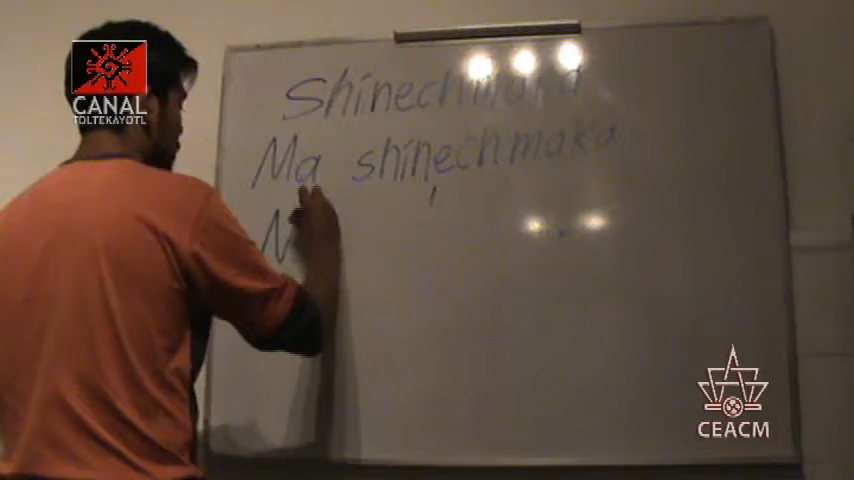 CANAL
TOLTEKAYOTL
Shinechmaka
Ma shinechmaka
CEACM